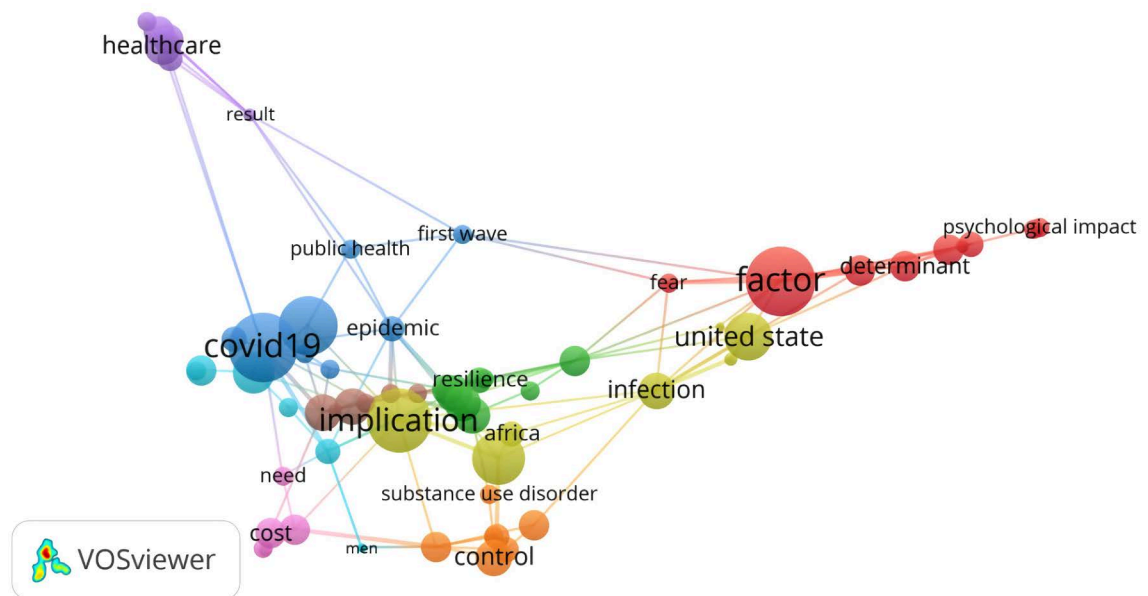 healthcare
result
psychological impact
public health
first wave
determinant
fear
factor
epidemic
covid19
united state
resilience
infection
implication
africa
need
substance use disorder
cost
men
control
VOSviewer